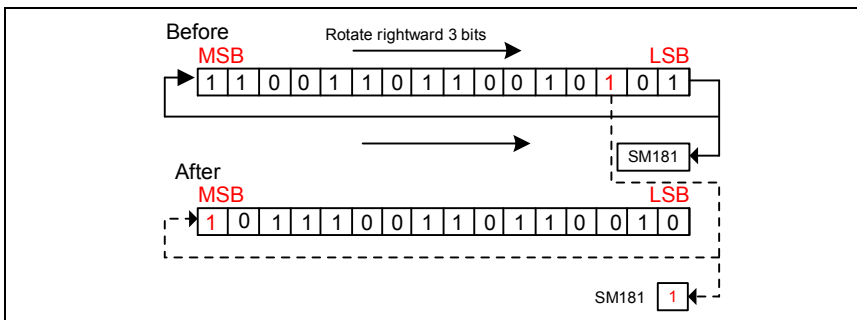 Before
Rotate rightward 3 bits
MSB LSB
1 1 0 0 1 1 0 1 1 0 0 1 0 1 0 1
SM181
After
MSB LSB
1 0 1 1 1 0 0 1 1 0 1 1 0 0 1 0
SM181 1